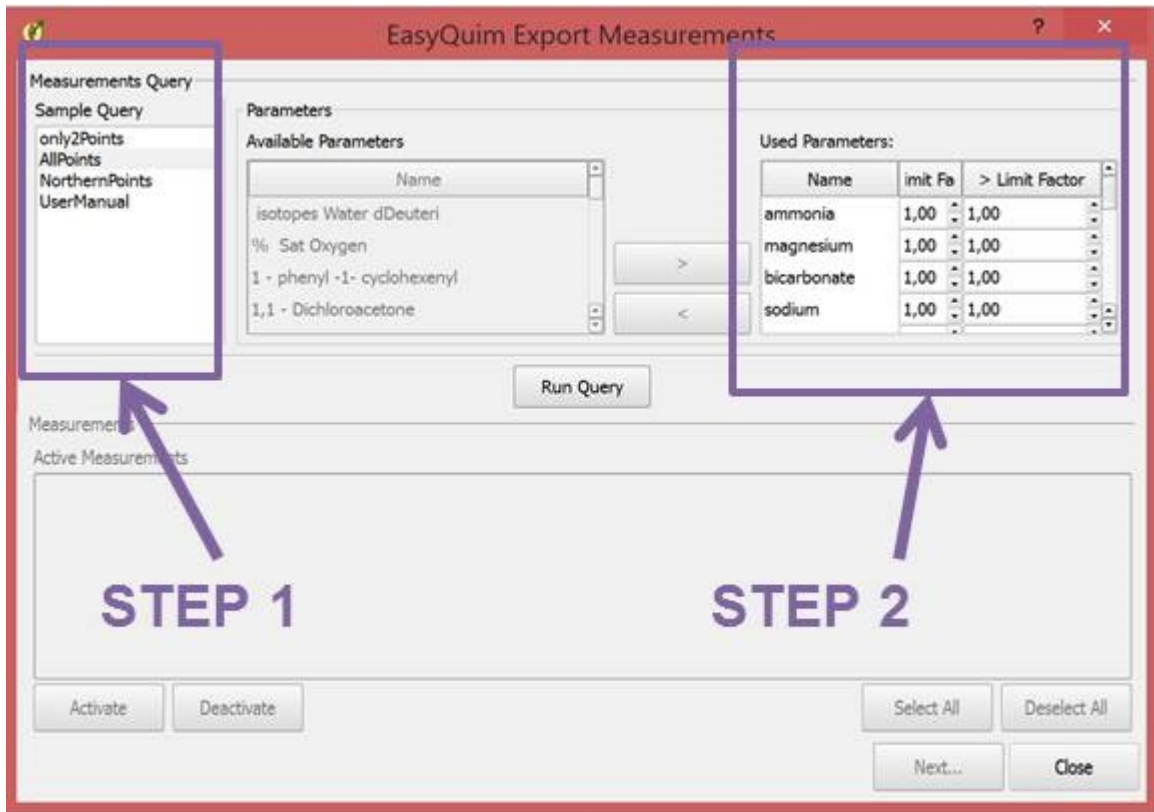 EasyQuim Export Measurements
?
×
Measurements Query
Sample Query
only2Points
AllPoints
NorthernPoints
UserManual
Parameters
Available Parameters
Name
isotopes Water dDeuteri
% Sat Oxygen
1 - phenyl -1- cyclohexenyl
1,1 - Dichloroacetone
>
<
Used Parameters:
Name imit Fa > Limit Factor
ammonia 1,00 1,00
magnesium 1,00 1,00
bicarbonate 1,00 1,00
sodium 1,00 1,00
Run Query
Measurements
Active Measurements
STEP 1
STEP 2
Activate Deactivate Select All Deselect All
Next... Close